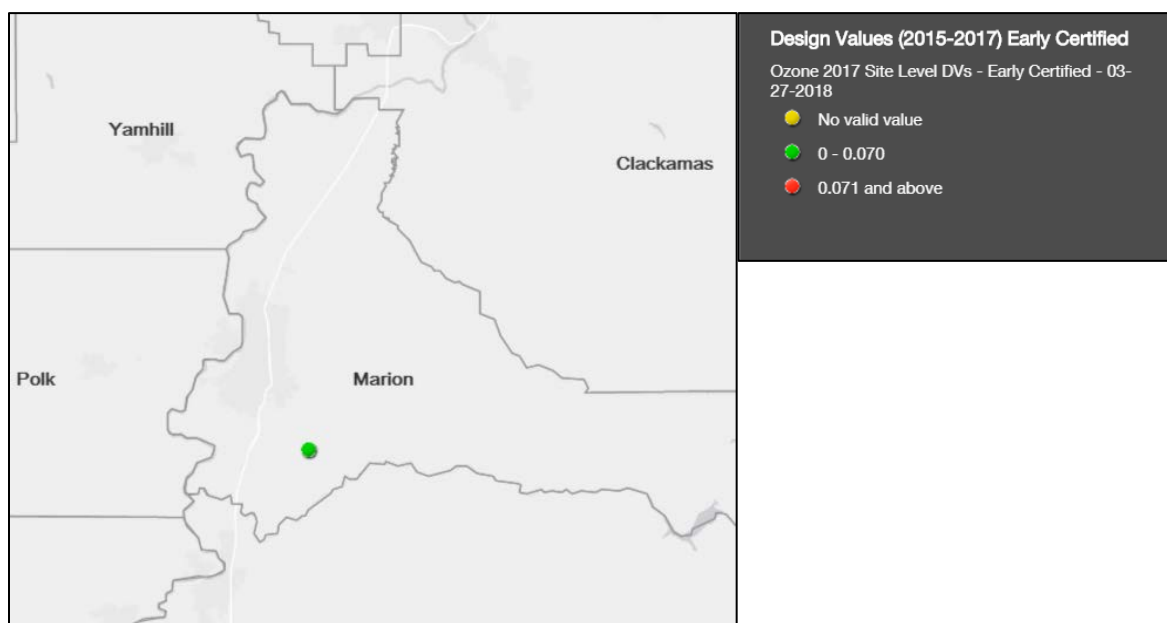 Design Values (2015-2017) Early Certified
Ozone 2017 Site Level DVs - Early Certified - 03-
27-2018
No valid value
0 - 0.070
0.071 and above
Yamhill
Clackamas
Polk
Marion